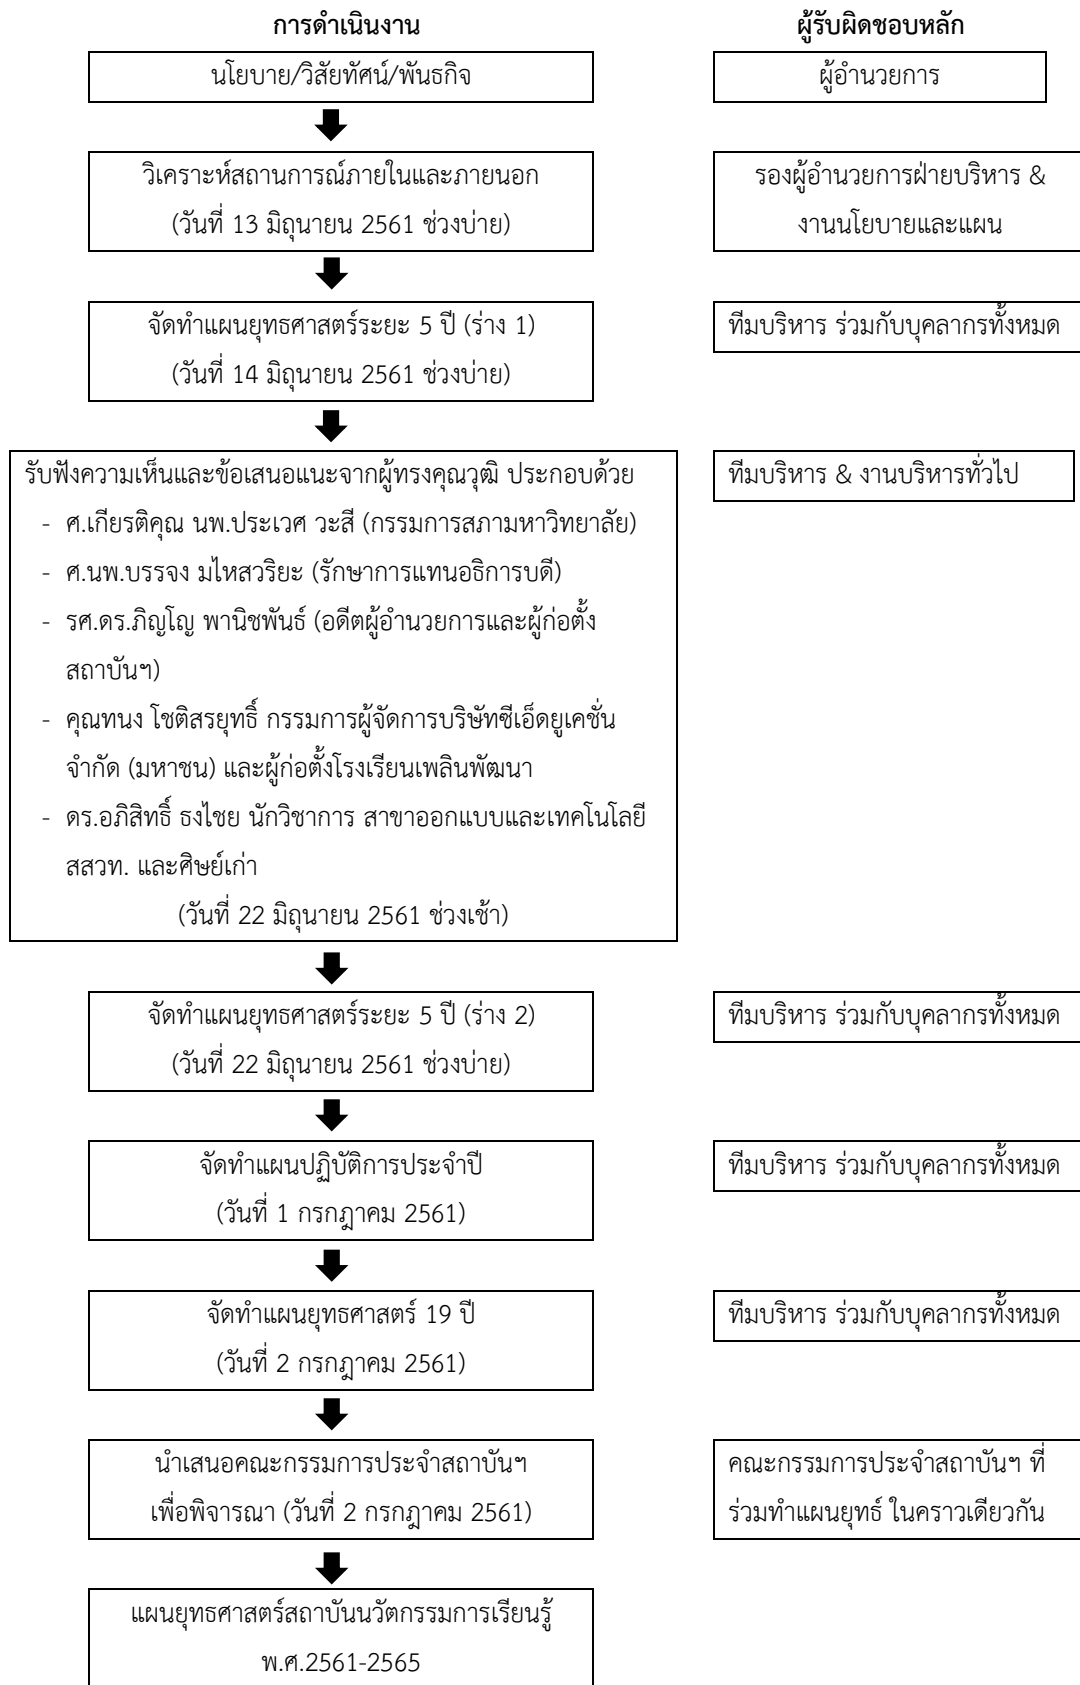 การดำเนินงาน
ผู้รับผิดชอบหลัก
นโยบาย/วิสัยทัศน์/พันธกิจ
ผู้อำนวยการ
วิเคราะห์สถานการณ์ภายในและภายนอก
(วันที่ 13 มิถุนายน 2561 ช่วงบ่าย)
รองผู้อำนวยการฝ่ายบริหาร &
งานนโยบายและแผน
จัดทำแผนยุทธศาสตร์ระยะ 5 ปี (ร่าง 1)
(วันที่ 14 มิถุนายน 2561 ช่วงบ่าย)
ทีมบริหาร ร่วมกับบุคลากรทั้งหมด
รับฟังความเห็นและข้อเสนอแนะจากผู้ทรงคุณวุฒิ ประกอบด้วย
- ศ.เกียรติคุณ นพ.ประเวศ วะสี (กรรมการสภามหาวิทยาลัย)
- ศ.นพ.บรรจง มไหสวริยะ (รักษาการแทนอธิการบดี)
- รศ.ดร.ภิญโญ พานิชพันธ์ (อดีตผู้อำนวยการและผู้ก่อตั้ง
สถาบันฯ)
- คุณทนง โชติสรยุทธิ์ กรรมการผู้จัดการบริษัทซีเอ็ดยูเคชั่น
จำกัด (มหาชน) และผู้ก่อตั้งโรงเรียนเพลินพัฒนา
- ดร.อภิสิทธิ์ ธงไชย นักวิชาการ สาขาออกแบบและเทคโนโลยี
สสวท. และศิษย์เก่า
(วันที่ 22 มิถุนายน 2561 ช่วงเช้า)
ทีมบริหาร & งานบริหารทั่วไป
จัดทำแผนยุทธศาสตร์ระยะ 5 ปี (ร่าง 2)
(วันที่ 22 มิถุนายน 2561 ช่วงบ่าย)
ทีมบริหาร ร่วมกับบุคลากรทั้งหมด
จัดทำแผนปฏิบัติการประจำปี
(วันที่ 1 กรกฎาคม 2561)
ทีมบริหาร ร่วมกับบุคลากรทั้งหมด
จัดทำแผนยุทธศาสตร์ 19 ปี
(วันที่ 2 กรกฎาคม 2561)
ทีมบริหาร ร่วมกับบุคลากรทั้งหมด
นำเสนอคณะกรรมการประจำสถาบันฯ
เพื่อพิจารณา (วันที่ 2 กรกฎาคม 2561)
คณะกรรมการประจำสถาบันฯ ที่
ร่วมทำแผนยุทธ์ ในคราวเดียวกัน
แผนยุทธศาสตร์สถาบันนวัตกรรมการเรียนรู้
พ.ศ.2561-2565